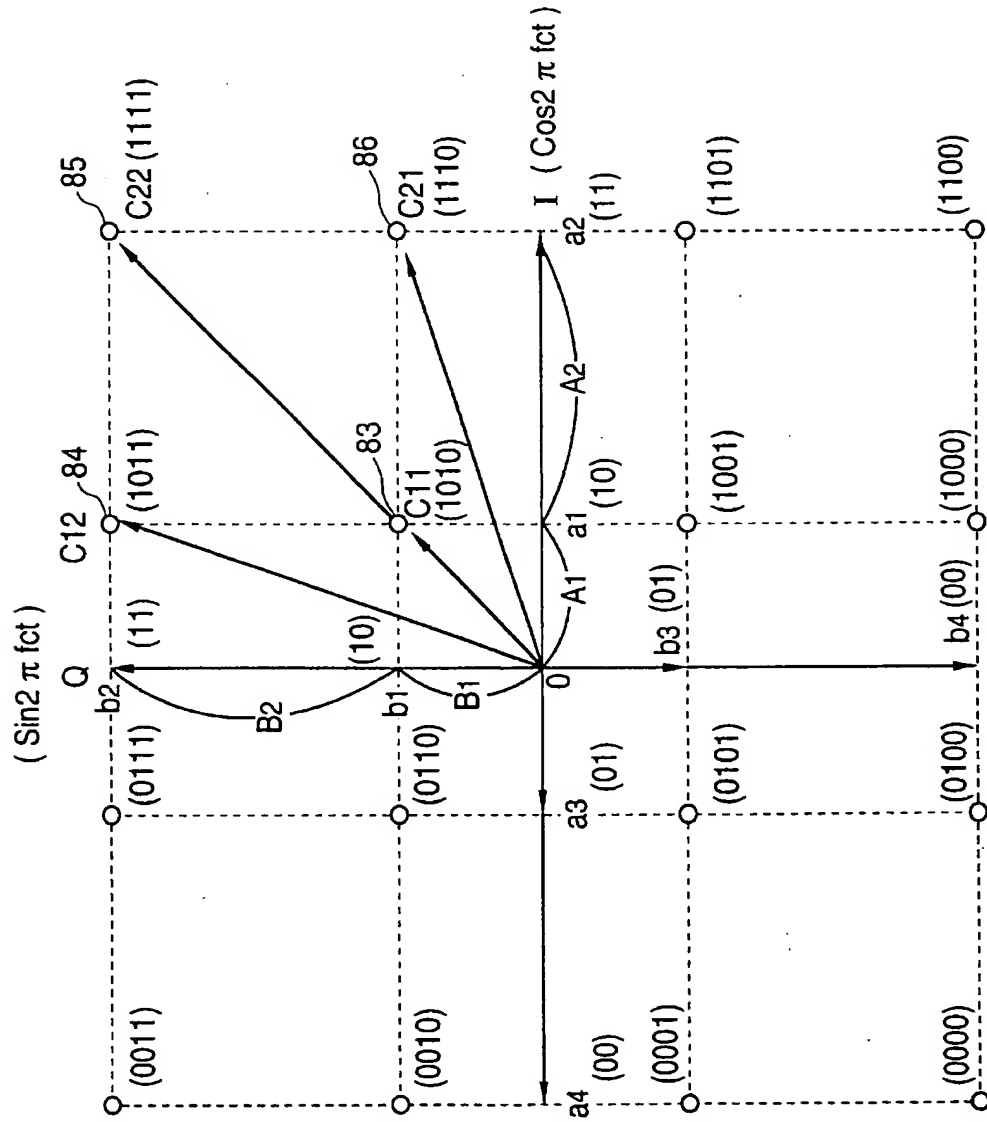 ( Sin2 π fct )
Q
C12
84
85
b2
(11)
(0011)
(0111)
(1011)
C22 (1111)
B2
83
86
b1
(10)
(0010)
(0110)
C11
(1010)
C21
(1110)
B1
0
A1
A2
I ( Cos2 π fct )
a4
(00)
a3
(01)
a1
(10)
a2
(11)
b3 (01)
(0001)
(0101)
(1001)
(1101)
b4 (00)
(0000)
(0100)
(1000)
(1100)